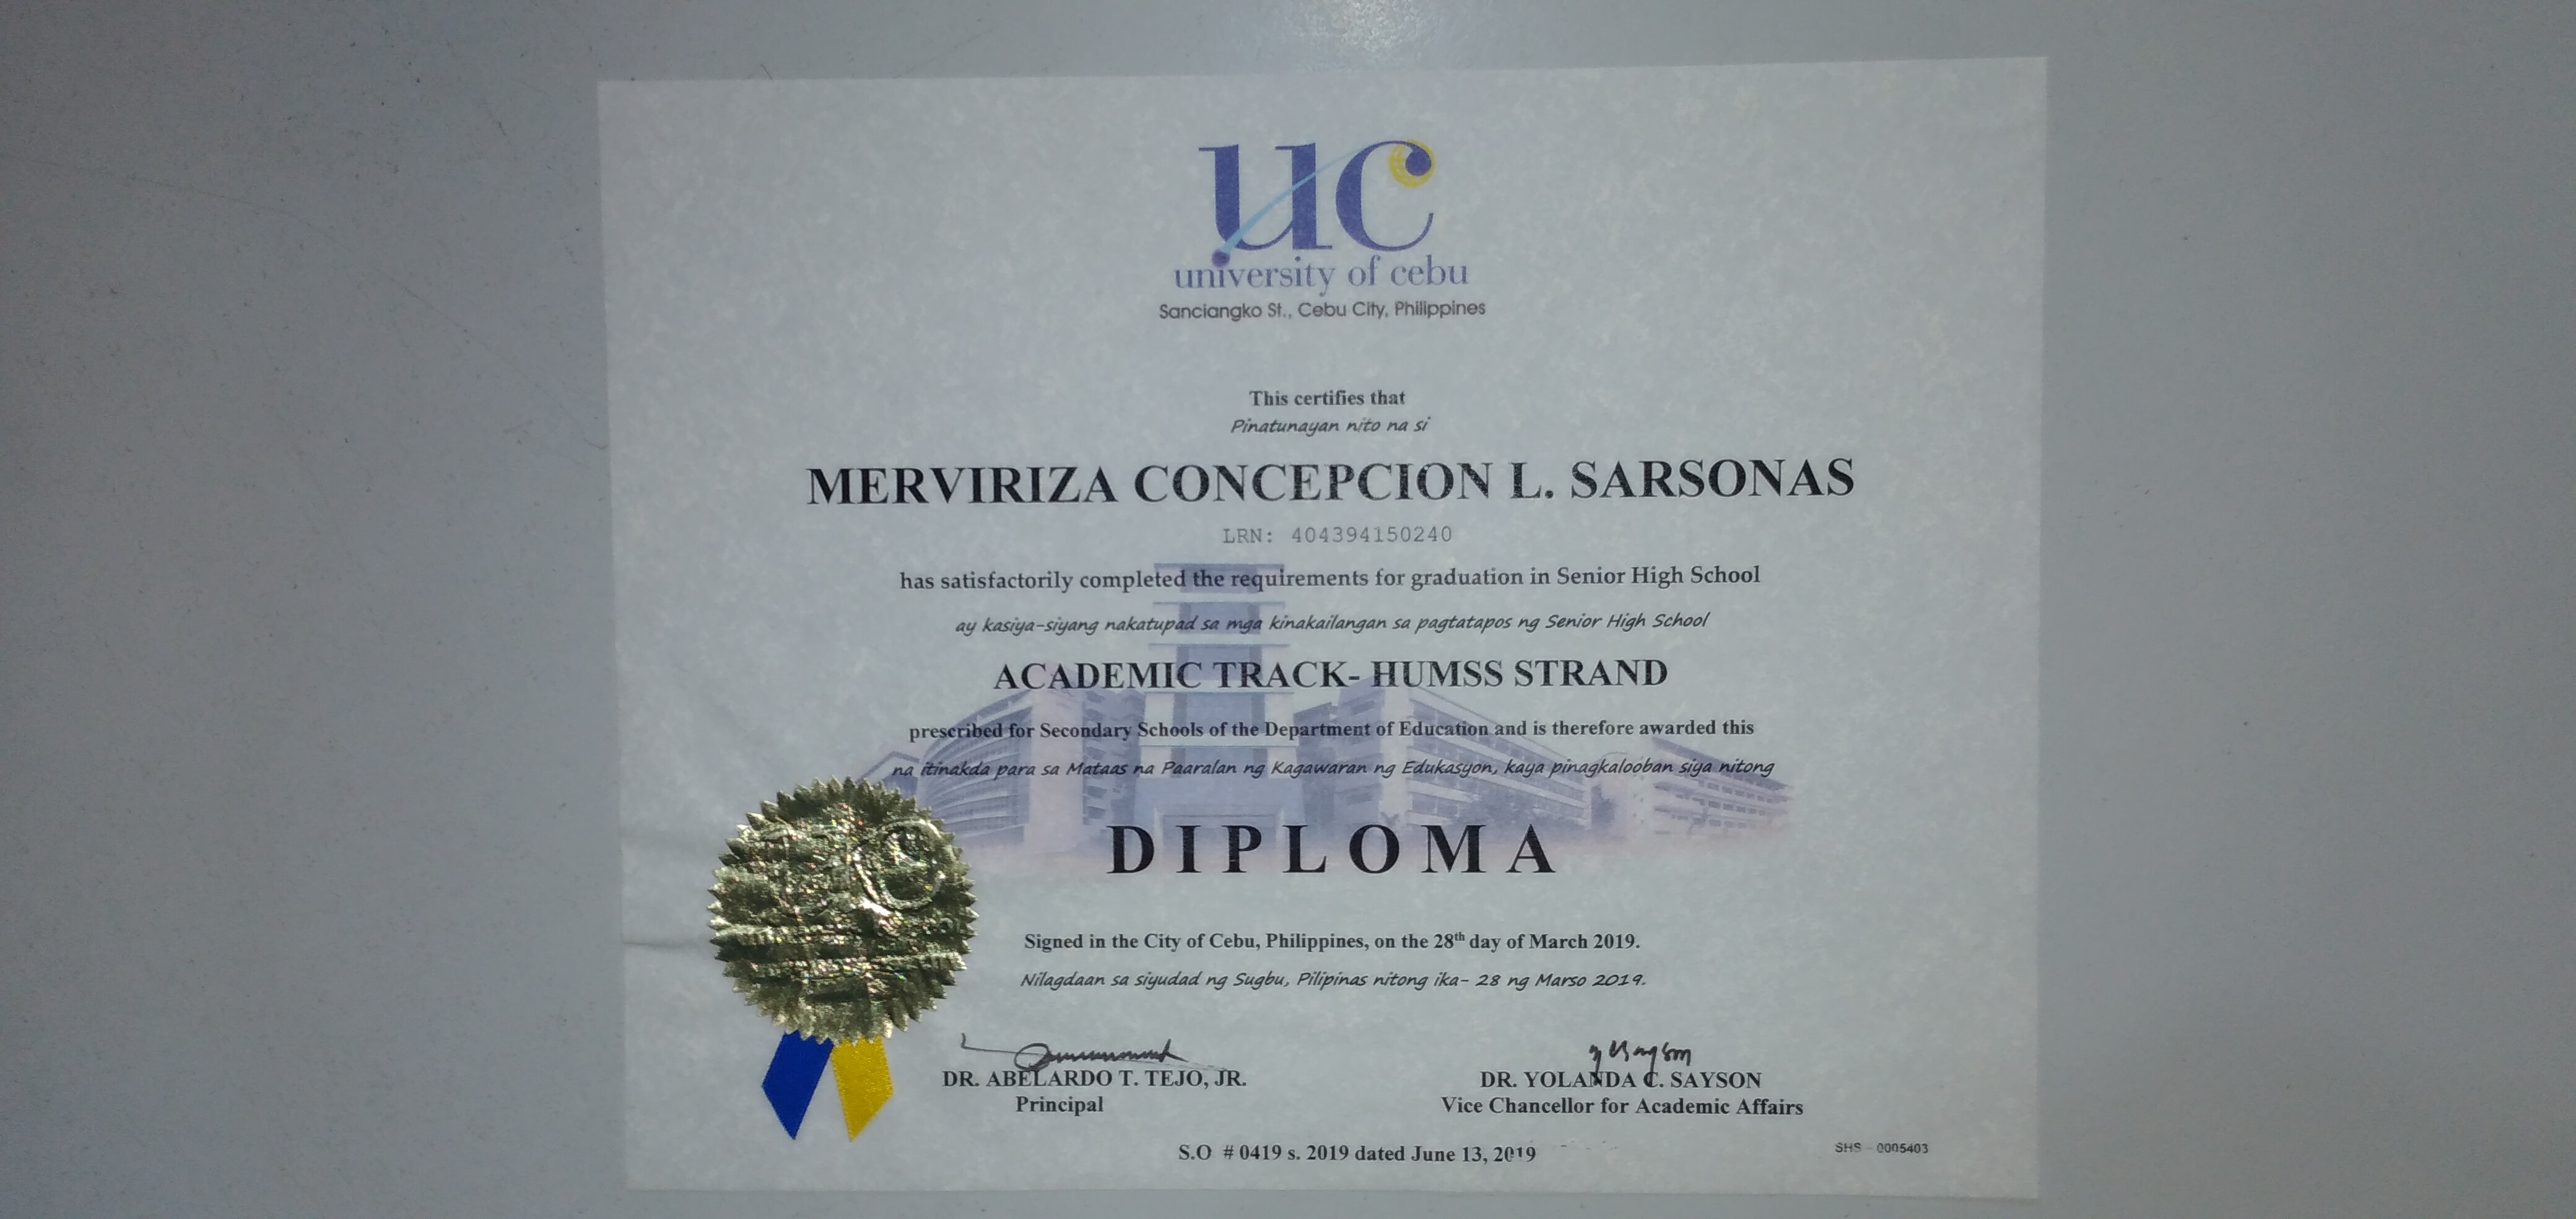 uc
university of cebu
Sanciangko St., Cebu City, Philippines
This certifies that
Pinatunayan nito na si
MERVIRIZA CONCEPCION L. SARSONAS
LRN: 404394150240
has satisfactorily completed the requirements for graduation in Senior High School
ay kasiya-siyang nakatupad sa mga kinakailangan sa pagtatapos ng Senior High School
ACADEMIC TRACK- HUMSS STRAND
prescribed for Secondary Schools of the Department of Education and is therefore awarded this
na itinakda para sa Mataas na Paaralan ng Kagawaran ng Edukasyon, kaya pinagkalooban siya nitong
DIPLOMA
Signed in the City of Cebu, Philippines, on the 28th day of March 2019.
Nilagdaan sa siyudad ng Sugbu, Pilipinas nitong ika- 28 ng Marso 2019.
DR. ABELARDO T. TEJO, JR. DR. YOLANDA C. SAYSON
Principal Vice Chancellor for Academic Affairs
S.O # 0419 s. 2019 dated June 13, 2019
SHS - 0005403